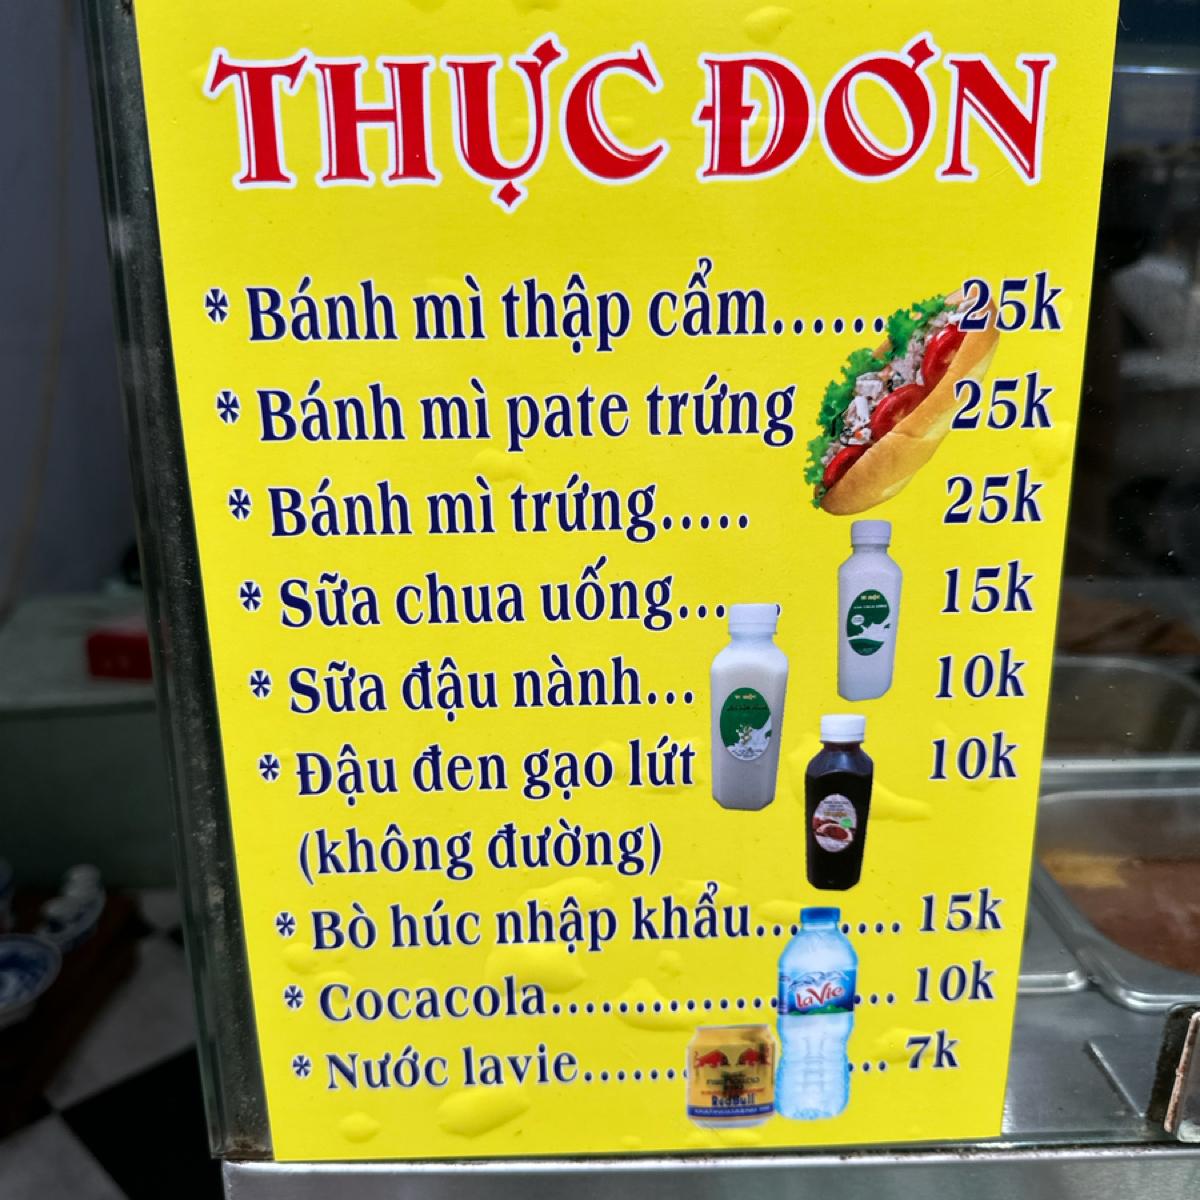 THỰC ĐƠN
* Bánh mì thập cẩm...... 25k
* Bánh mì pate trứng 25k
* Bánh mì trứng..... 25k
* Sữa chua uống.... 15k
* Sữa đậu nành... 10k
* Đậu đen gạo lứt 10k
(không đường)
* Bò húc nhập khẩu........ 15k
* Cocacola.................... 10k
* Nước lavie.......... 7k
laVie
RedBull